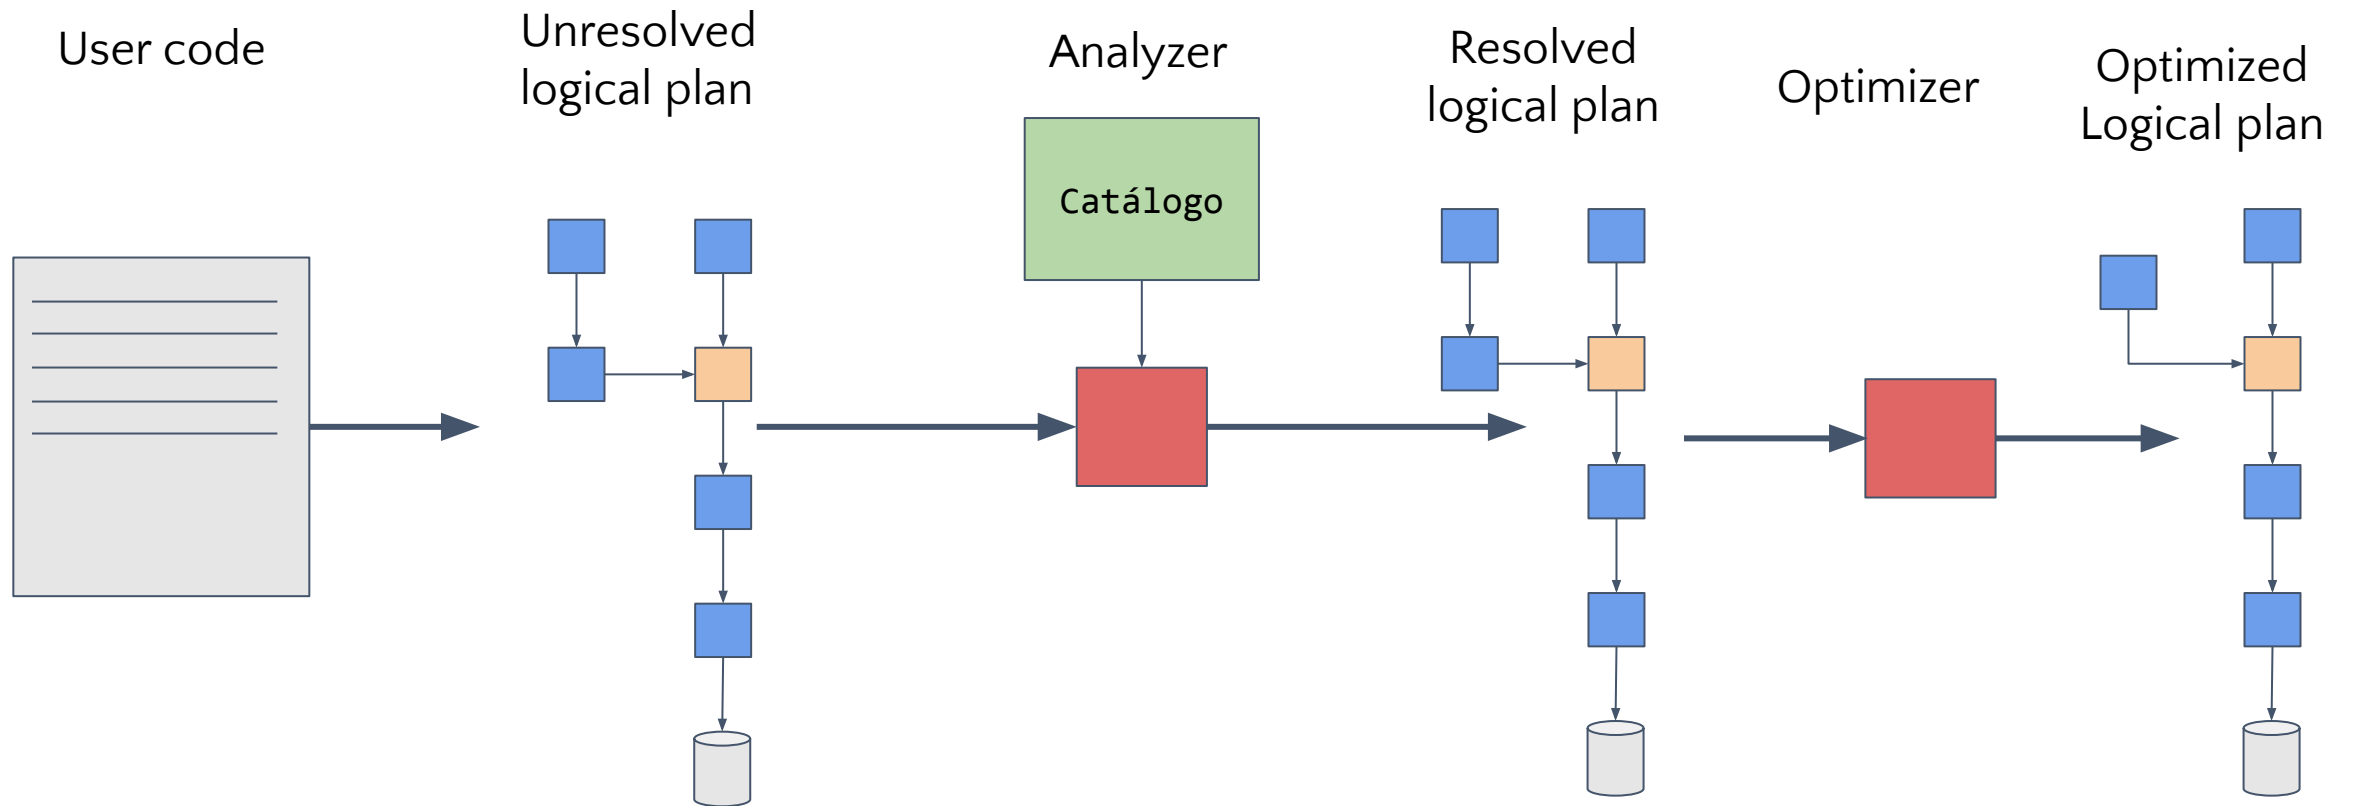 User code
Unresolved
logical plan
Analyzer
Catálogo
Resolved
logical plan
Optimizer
Optimized
Logical plan